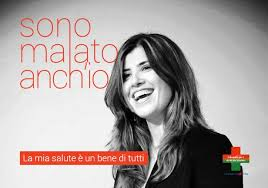 sono
malato
anch'io
La mia salute è un bene di tutti